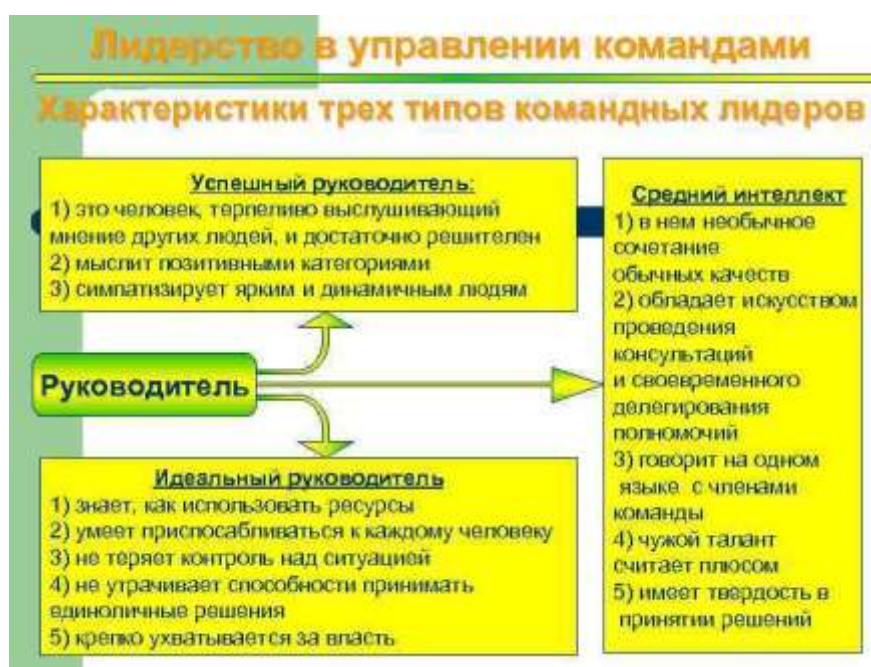 Лидерство в управлении командами
Характеристики трех типов командных лидеров
Успешный руководитель:
1) это человек, терпеливо выслушивающий
мнение других людей, и достаточно решителен
2) мыслит позитивными категориями
3) симпатизирует ярким и динамичным людям
Руководитель
Идеальный руководитель
1) знает, как использовать ресурсы
2) умеет приспосабливаться к каждому человеку
3) не теряет контроль над ситуацией
4) не утрачивает способности принимать
единоличные решения
5) крепко ухватывается за власть
Средний интеллект
1) в нем необычное
сочетание
обычных качеств
2) обладает искусством
проведения
консультаций
и своевременного
делегирования
полномочий
3) говорит на одном
языке с членами
команды
4) чужой талант
считает плюсом
5) имеет твердость в
принятии решений